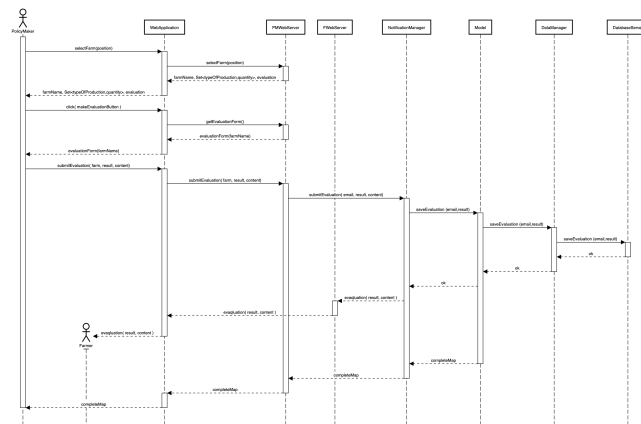 PolicyMaker
WebApplication
PMWebServer
FWebServer
NotificationManager
Model
DataManager
DatabaseServer
selectFarm(position)
selectFarm(position)
farmName, Set<typeOfProduction,quantity>, evaluation
farmName, Set<typeOfProduction,quantity>, evaluation
click( makeEvaluationButton )
getEvaluationForm()
evaluationForm(farmName)
evaluationForm(farmName)
submitEvaluation( farm, result, content)
submitEvaluation( farm, result, content)
submitEvaluation( email, result, content)
saveEvaluation (email,result)
saveEvaluation (email,result)
saveEvaluation (email,result)
ok
ok
ok
evaqluation( result, content )
evaqluation( result, content )
evaqluation( result, content )
Farmer
completeMap
completeMap
completeMap
completeMap